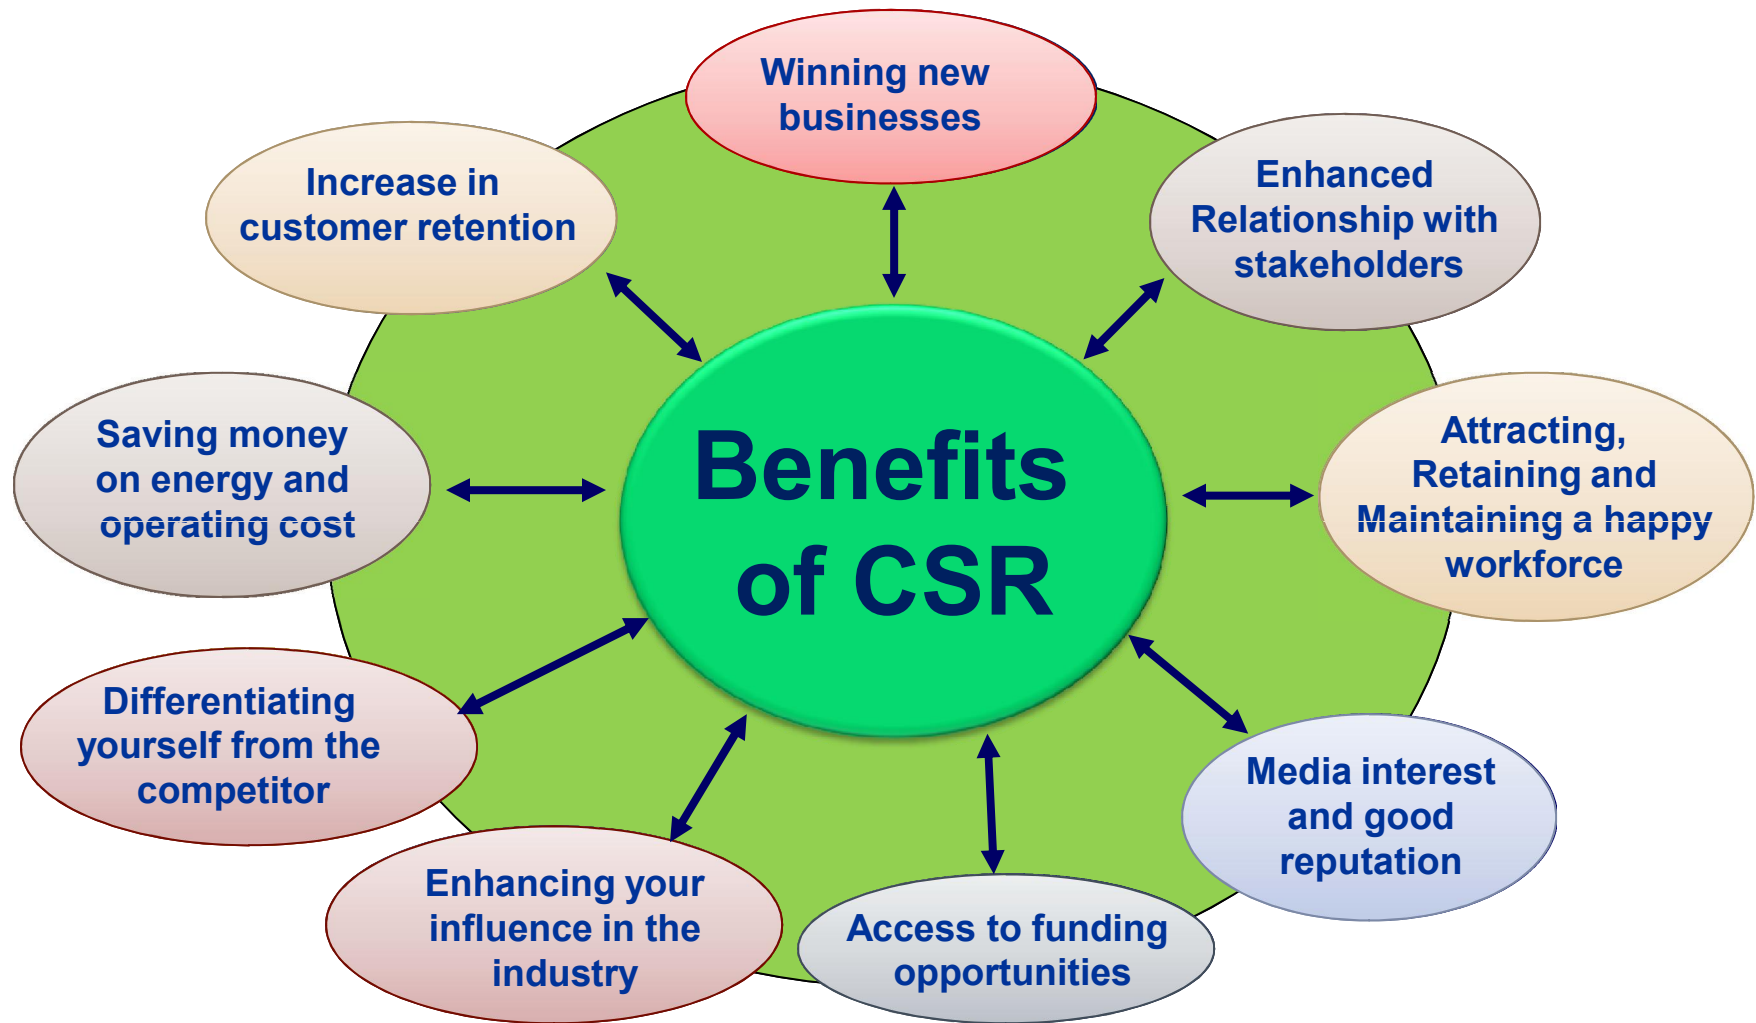 Winning new
businesses
Enhanced
Relationship with
stakeholders
Attracting,
Retaining and
Maintaining a happy
workforce
Media interest
and good
reputation
Access to funding
opportunities
Enhancing your
influence in the
industry
Differentiating
yourself from the
competitor
Saving money
on energy and
operating cost
Increase in
customer retention
Benefits
of CSR